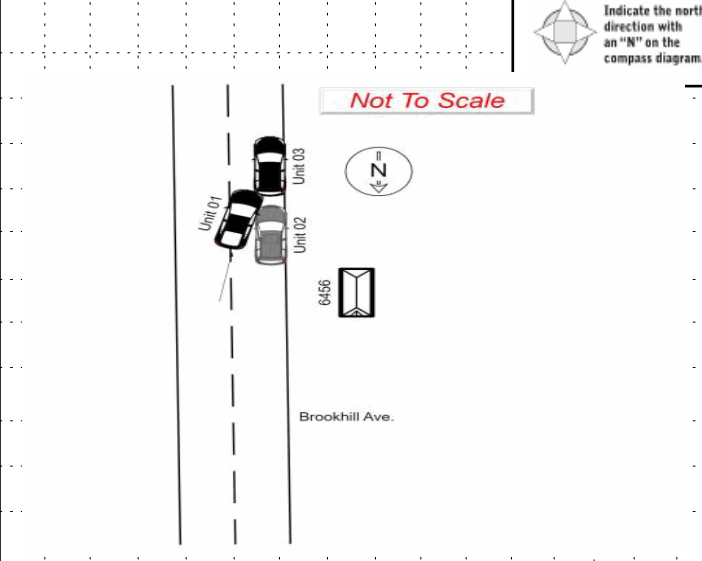 Indicate the north
direction with
an "N" on the
compass diagram.
Not To Scale
Unit 03
N
Unit 01
Unit 02
6456
Brookhill Ave.